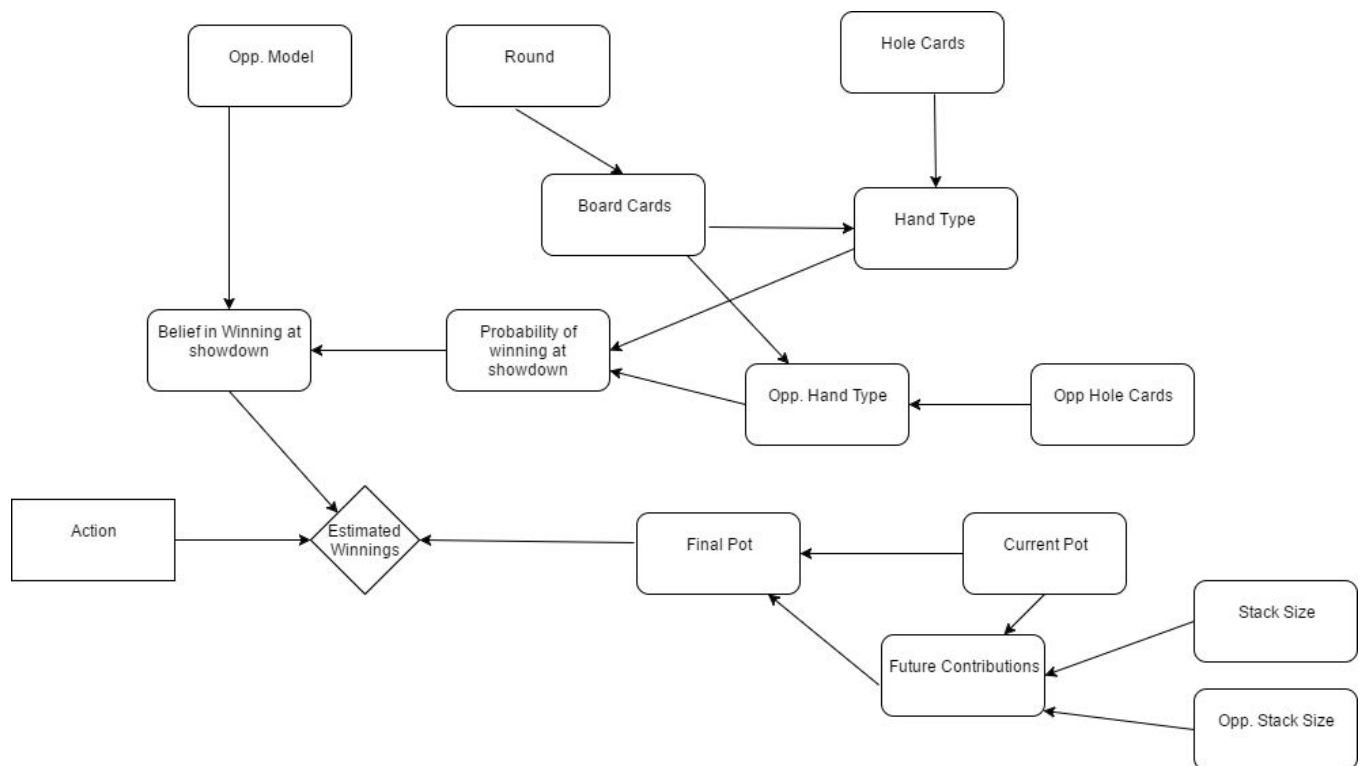 Opp. Model
Round
Hole Cards
Board Cards
Hand Type
Belief in Winning at
showdown
Probability of
winning at
showdown
Opp. Hand Type
Opp Hole Cards
Action
Estimated
Winnings
Final Pot
Current Pot
Stack Size
Future Contributions
Opp. Stack Size